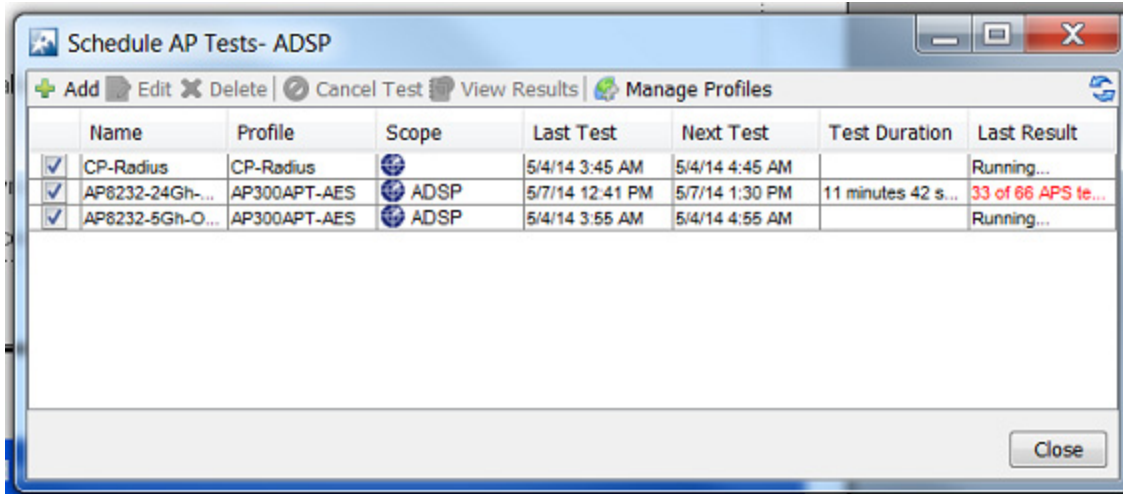 Schedule AP Tests- ADSP
Add Edit Delete Cancel Test View Results Manage Profiles
Name Profile Scope Last Test Next Test Test Duration Last Result
CP-Radius CP-Radius 5/4/14 3:45 AM 5/4/14 4:45 AM Running...
AP8232-24Gh-... AP300APT-AES ADSP 5/7/14 12:41 PM 5/7/14 1:30 PM 11 minutes 42 s... 33 of 66 APS te...
AP8232-5Gh-O... AP300APT-AES ADSP 5/4/14 3:55 AM 5/4/14 4:55 AM Running...
Close